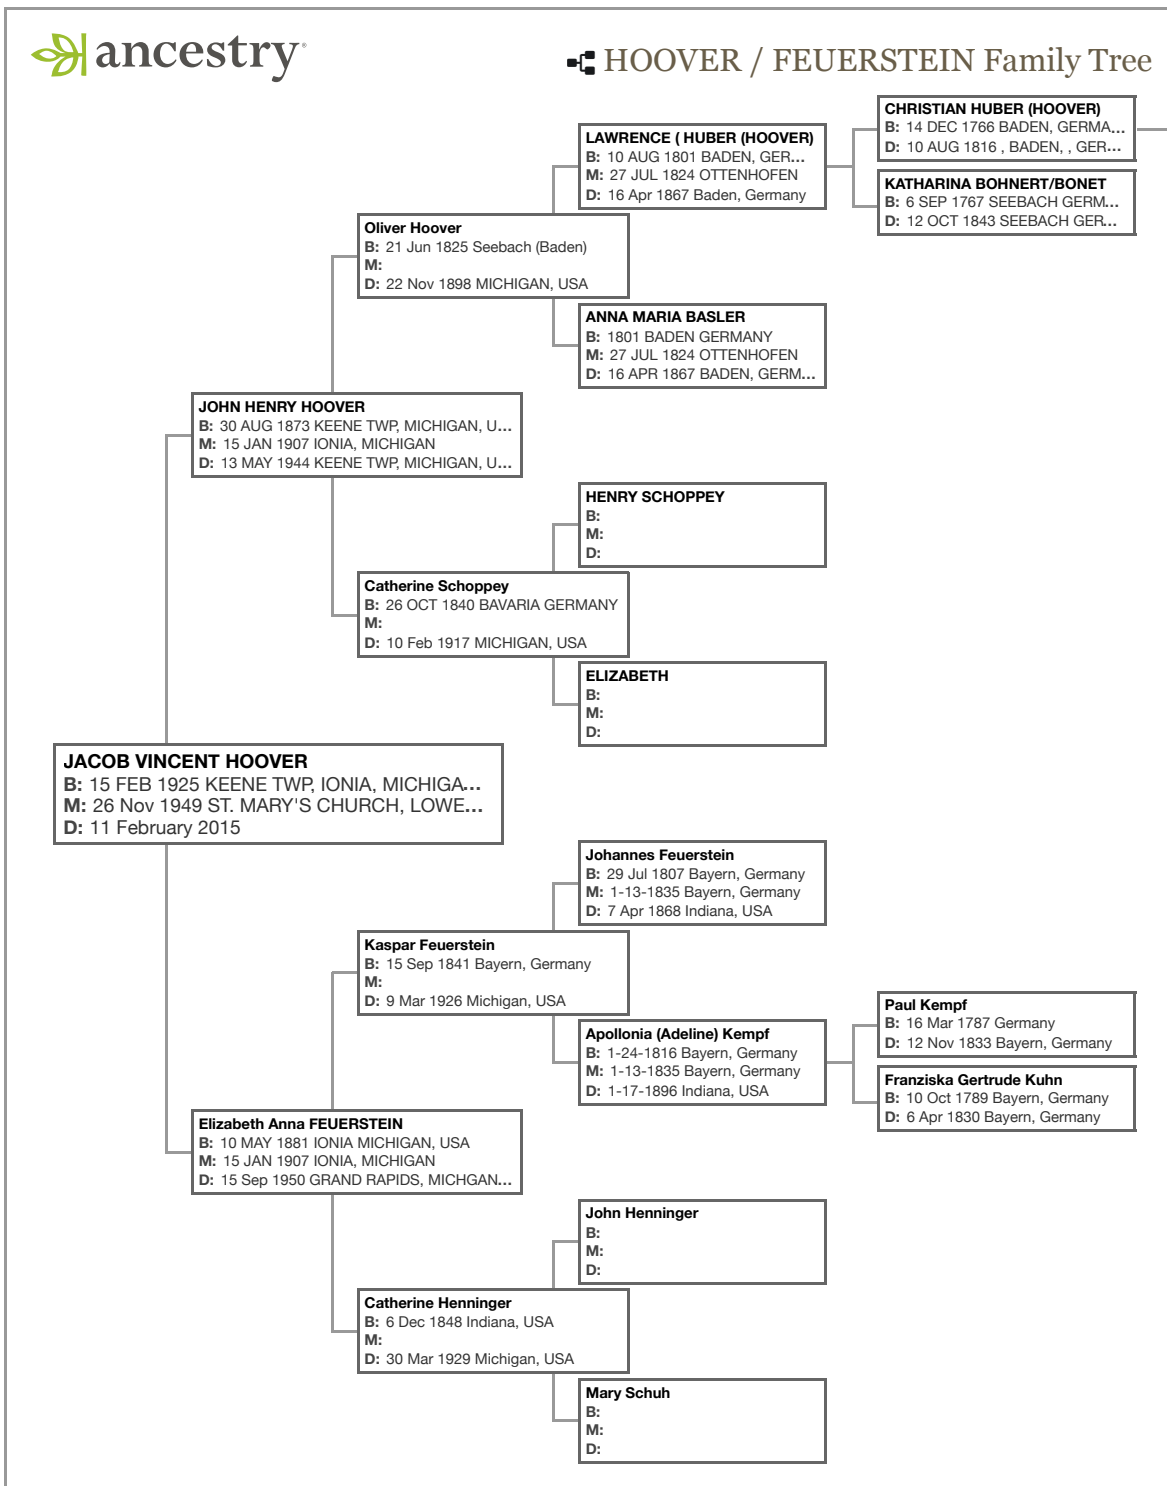 ancestry®
HOOVER / FEUERSTEIN Family Tree
CHRISTIAN HUBER (HOOVER)
B: 14 DEC 1766 BADEN, GERMA...
D: 10 AUG 1816 , BADEN, , GER...
LAWRENCE ( HUBER (HOOVER)
B: 10 AUG 1801 BADEN, GER...
M: 27 JUL 1824 OTTENHOFEN
D: 16 Apr 1867 Baden, Germany
KATHARINA BOHNERT/BONET
B: 6 SEP 1767 SEEBACH GERM...
D: 12 OCT 1843 SEEBACH GER...
Oliver Hoover
B: 21 Jun 1825 Seebach (Baden)
M:
D: 22 Nov 1898 MICHIGAN, USA
ANNA MARIA BASLER
B: 1801 BADEN GERMANY
M: 27 JUL 1824 OTTENHOFEN
D: 16 APR 1867 BADEN, GERM...
JOHN HENRY HOOVER
B: 30 AUG 1873 KEENE TWP, MICHIGAN, U...
M: 15 JAN 1907 IONIA, MICHIGAN
D: 13 MAY 1944 KEENE TWP, MICHIGAN, U...
HENRY SCHOPPEY
B:
M:
D:
Catherine Schoppey
B: 26 OCT 1840 BAVARIA GERMANY
M:
D: 10 Feb 1917 MICHIGAN, USA
ELIZABETH
B:
M:
D:
JACOB VINCENT HOOVER
B: 15 FEB 1925 KEENE TWP, IONIA, MICHIGA...
M: 26 Nov 1949 ST. MARY'S CHURCH, LOWE...
D: 11 February 2015
Johannes Feuerstein
B: 29 Jul 1807 Bayern, Germany
M: 1-13-1835 Bayern, Germany
D: 7 Apr 1868 Indiana, USA
Kaspar Feuerstein
B: 15 Sep 1841 Bayern, Germany
M:
D: 9 Mar 1926 Michigan, USA
Paul Kempf
B: 16 Mar 1787 Germany
D: 12 Nov 1833 Bayern, Germany
Apollonia (Adeline) Kempf
B: 1-24-1816 Bayern, Germany
M: 1-13-1835 Bayern, Germany
D: 1-17-1896 Indiana, USA
Franziska Gertrude Kuhn
B: 10 Oct 1789 Bayern, Germany
D: 6 Apr 1830 Bayern, Germany
Elizabeth Anna FEUERSTEIN
B: 10 MAY 1881 IONIA MICHIGAN, USA
M: 15 JAN 1907 IONIA, MICHIGAN
D: 15 Sep 1950 GRAND RAPIDS, MICHGAN...
John Henninger
B:
M:
D:
Catherine Henninger
B: 6 Dec 1848 Indiana, USA
M:
D: 30 Mar 1929 Michigan, USA
Mary Schuh
B:
M:
D: